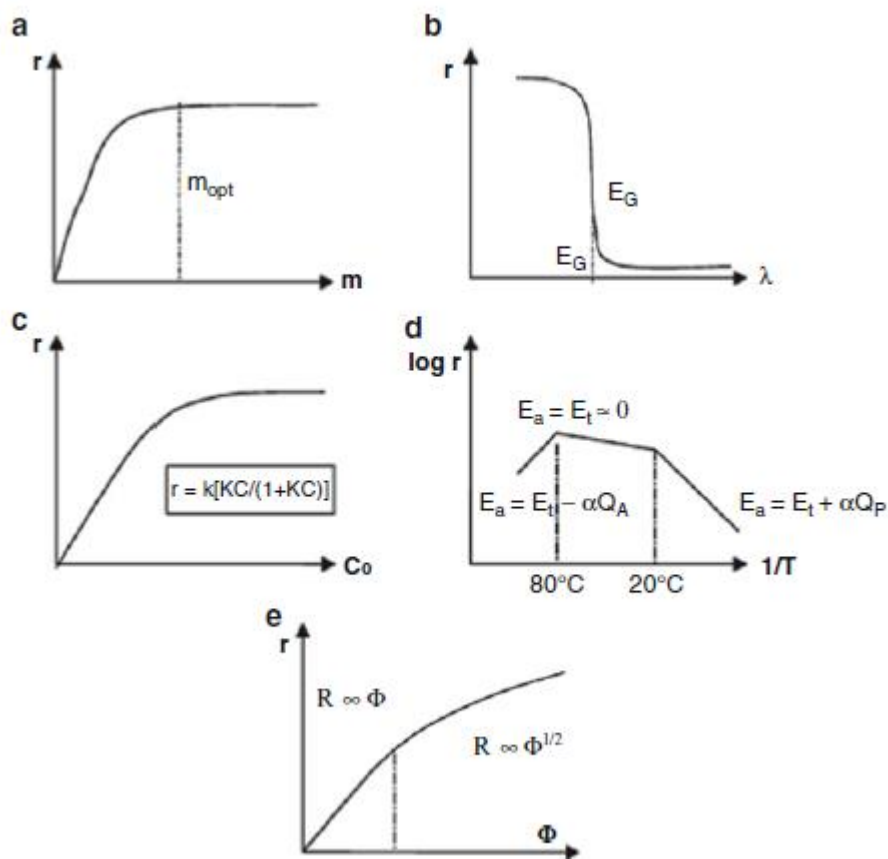 a
r
m_opt
m
b
r
E_G
E_G
λ
c
r
r = k[KC/(1+KC)]
C₀
d
log r
E_a = E_t ≃ 0
E_a = E_t − αQ_A
E_a = E_t + αQ_P
80°C
20°C
1/T
e
r
R ∞ Φ
R ∞ Φ^1/2
Φ